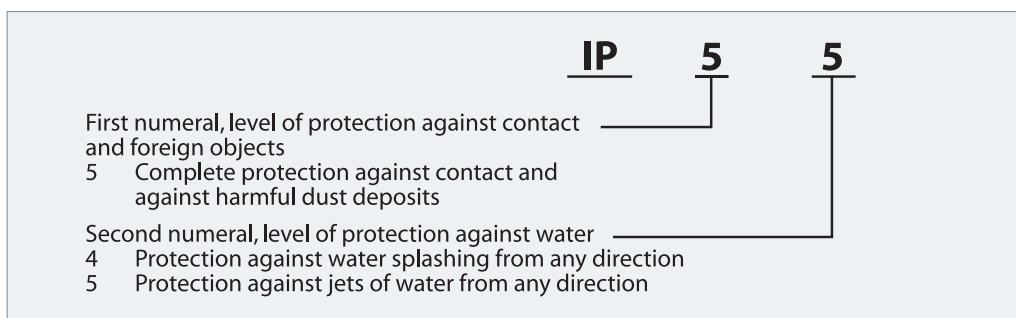 IP 5 5
First numeral, level of protection against contact
and foreign objects
5 Complete protection against contact and
against harmful dust deposits
Second numeral, level of protection against water
4 Protection against water splashing from any direction
5 Protection against jets of water from any direction